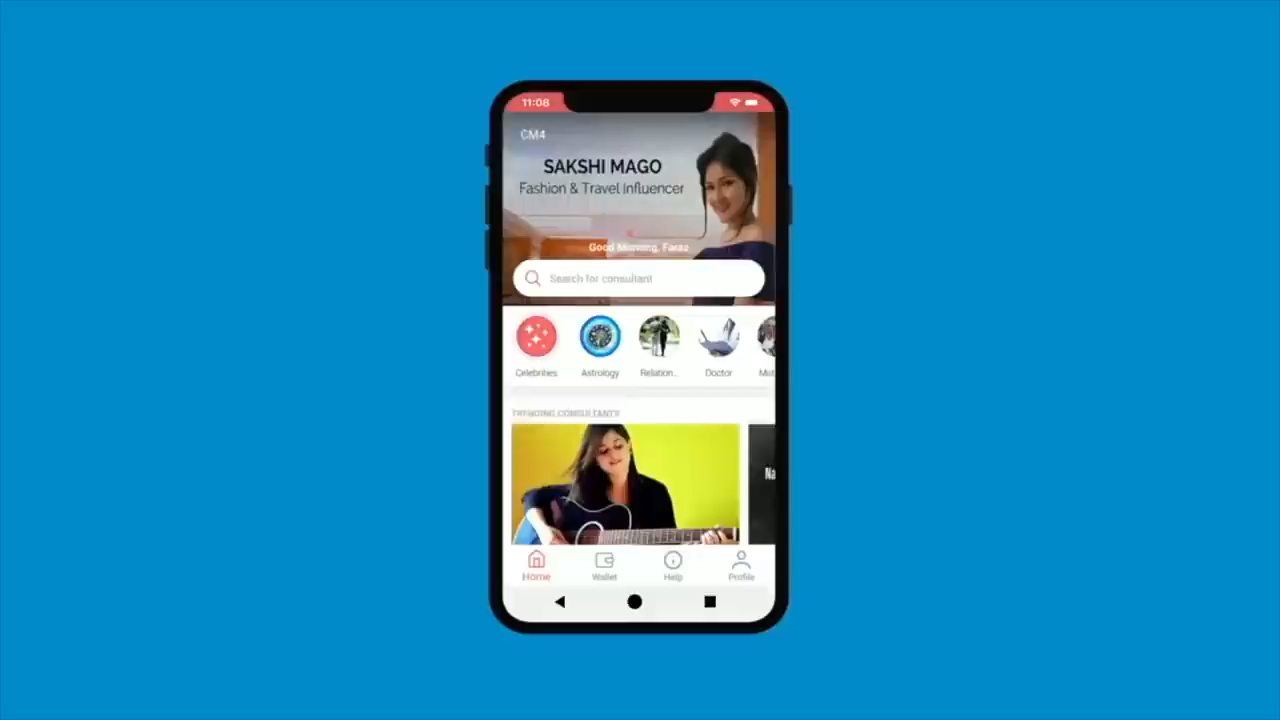 11:08
CM4
SAKSHI MAGO
Fashion & Travel Influencer
Good Morning, Faraz
Search for consultant
Celebrities
Astrology
Relation...
Doctor
TRENDING CONSULTANTS
Home
Wallet
Help
Profile